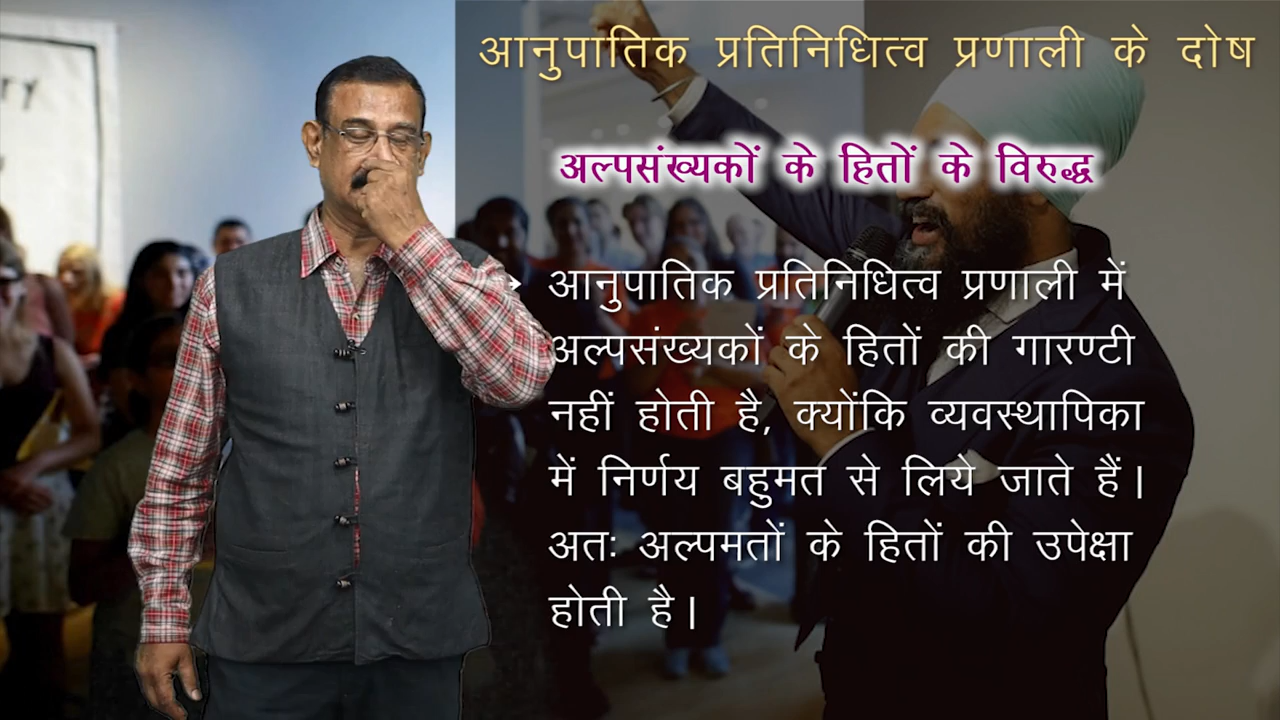 आनुपातिक प्रतिनिधित्व प्रणाली के दोष
अल्पसंख्यकों के हितों के विरुद्ध
आनुपातिक प्रतिनिधित्व प्रणाली में
अल्पसंख्यकों के हितों की गारण्टी
नहीं होती है, क्योंकि व्यवस्थापिका
में निर्णय बहुमत से लिये जाते हैं।
अतः अल्पमतों के हितों की उपेक्षा
होती है।